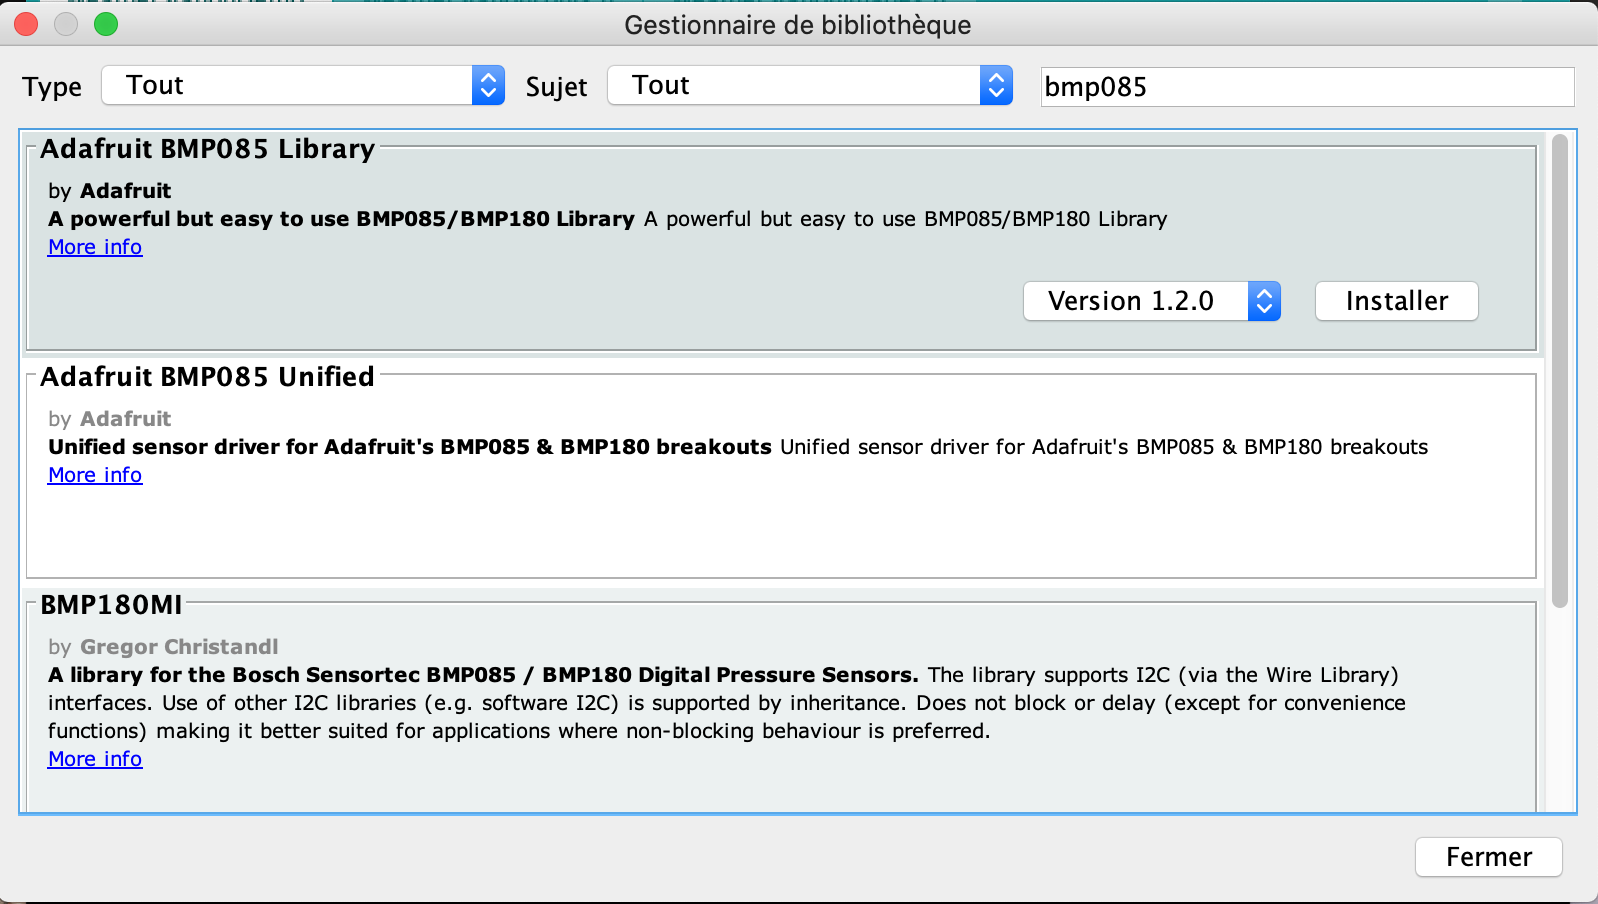 Gestionnaire de bibliothèque
Type Tout Sujet Tout bmp085
Adafruit BMP085 Library
by Adafruit
A powerful but easy to use BMP085/BMP180 Library A powerful but easy to use BMP085/BMP180 Library
More info
Version 1.2.0 Installer
Adafruit BMP085 Unified
by Adafruit
Unified sensor driver for Adafruit's BMP085 & BMP180 breakouts Unified sensor driver for Adafruit's BMP085 & BMP180 breakouts
More info
BMP180MI
by Gregor Christandl
A library for the Bosch Sensortec BMP085 / BMP180 Digital Pressure Sensors. The library supports I2C (via the Wire Library)
interfaces. Use of other I2C libraries (e.g. software I2C) is supported by inheritance. Does not block or delay (except for convenience
functions) making it better suited for applications where non-blocking behaviour is preferred.
More info
Fermer